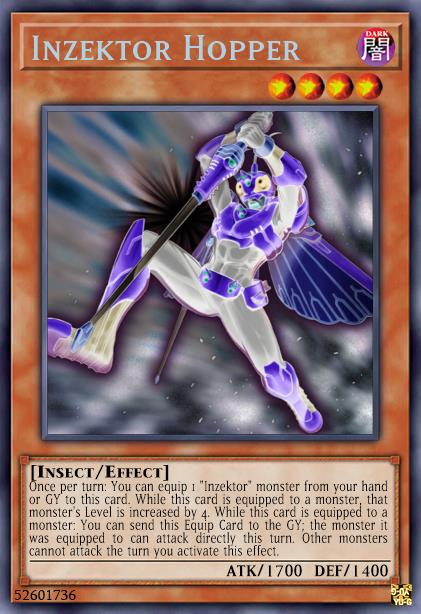 Inzektor Hopper
DARK
闇
[Insect/Effect]
Once per turn: You can equip 1 "Inzektor" monster from your hand
or GY to this card. While this card is equipped to a monster, that
monster's Level is increased by 4. While this card is equipped to a
monster: You can send this Equip Card to the GY; the monster it
was equipped to can attack directly this turn. Other monsters
cannot attack the turn you activate this effect.
ATK/1700 DEF/1400
52601736